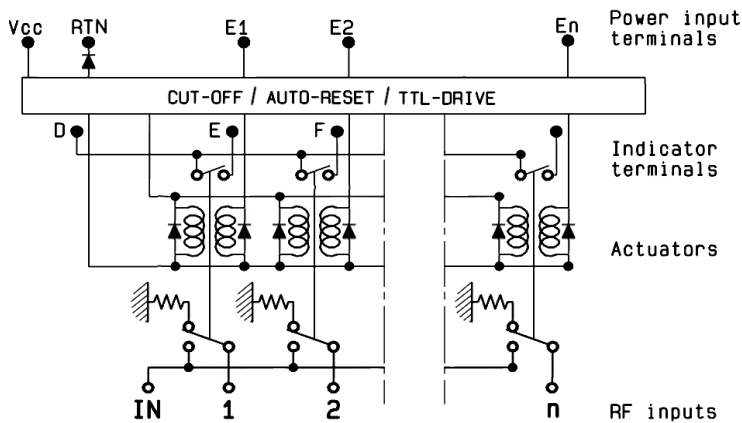 Vcc RTN E1 E2 En Power input
terminals
CUT-OFF / AUTO-RESET / TTL-DRIVE
D E F Indicator
terminals
Actuators
IN 1 2 n RF inputs